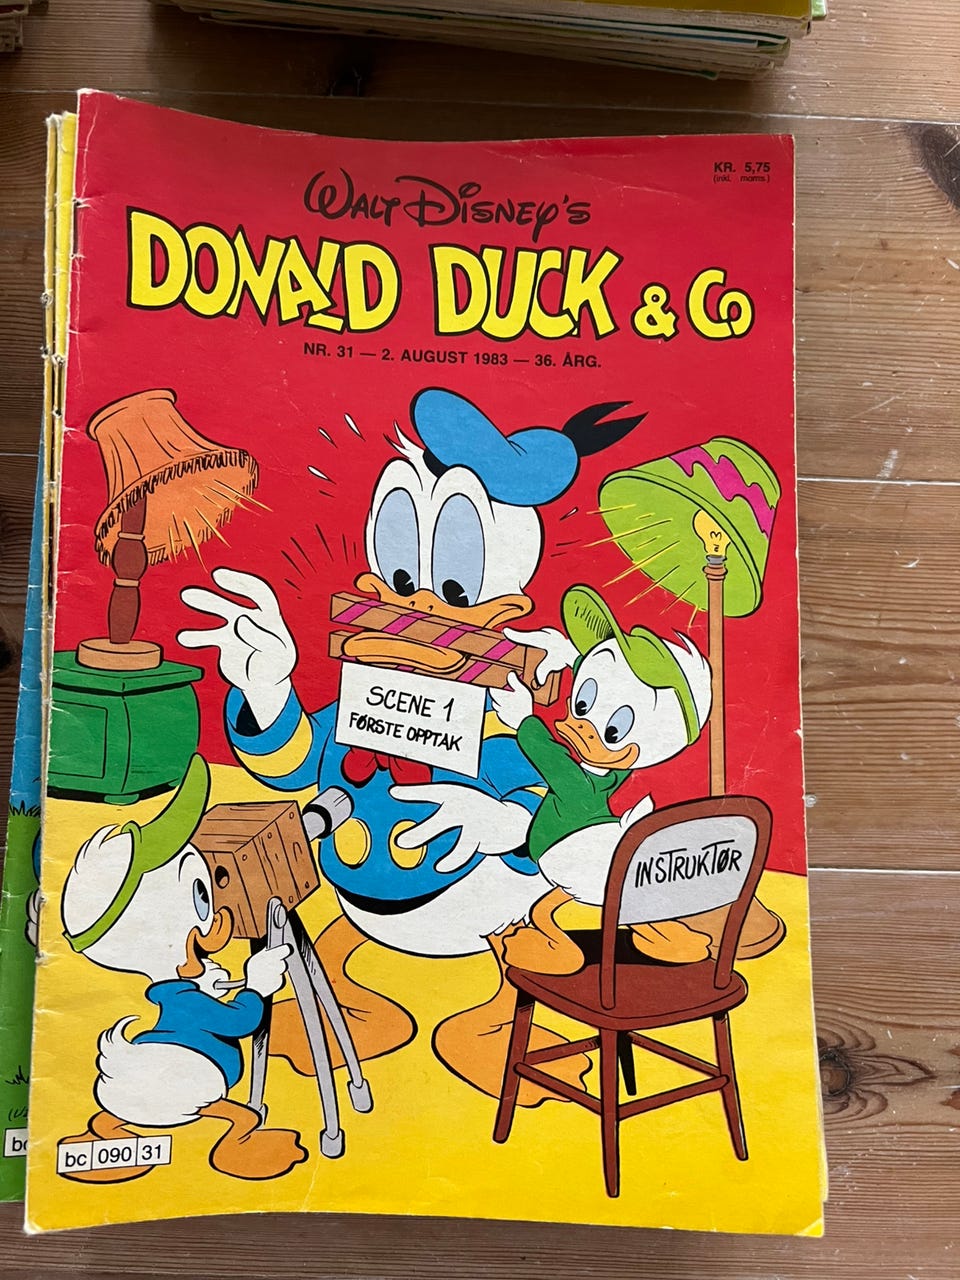 KR. 5,75
(inkl. moms.)
WALT DISNEY'S
DONALD DUCK & CO
NR. 31 — 2. AUGUST 1983 — 36. ÅRG.
SCENE 1
FØRSTE OPPTAK
INSTRUKTØR
bc 090 31